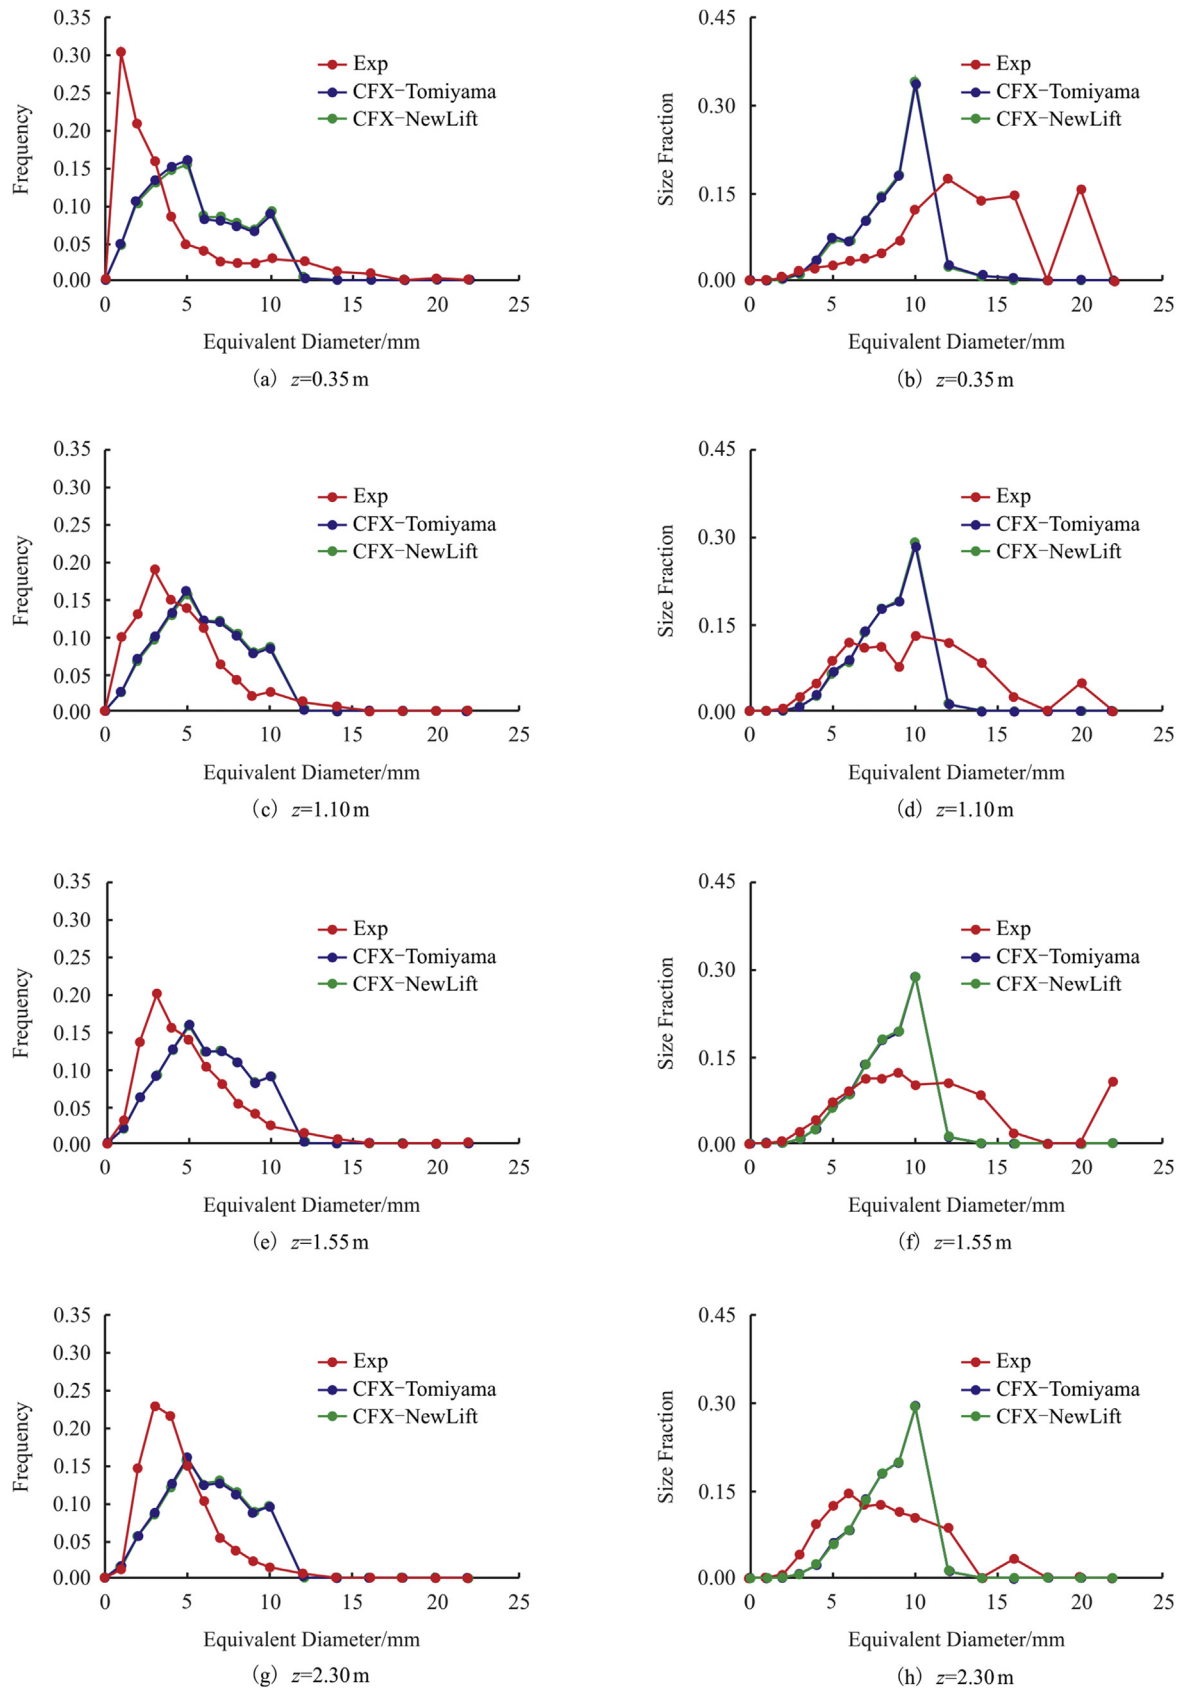 0.35
0.30
0.25
0.20
0.15
0.10
0.05
0.00
Frequency
Exp
CFX-Tomiyama
CFX-NewLift
0 5 10 15 20 25
Equivalent Diameter/mm
(a) z=0.35 m
0.45
0.30
0.15
0.00
Size Fraction
Exp
CFX-Tomiyama
CFX-NewLift
0 5 10 15 20 25
Equivalent Diameter/mm
(b) z=0.35 m
0.35
0.30
0.25
0.20
0.15
0.10
0.05
0.00
Frequency
Exp
CFX-Tomiyama
CFX-NewLift
0 5 10 15 20 25
Equivalent Diameter/mm
(c) z=1.10 m
0.45
0.30
0.15
0.00
Size Fraction
Exp
CFX-Tomiyama
CFX-NewLift
0 5 10 15 20 25
Equivalent Diameter/mm
(d) z=1.10 m
0.35
0.30
0.25
0.20
0.15
0.10
0.05
0.00
Frequency
Exp
CFX-Tomiyama
CFX-NewLift
0 5 10 15 20 25
Equivalent Diameter/mm
(e) z=1.55 m
0.45
0.30
0.15
0.00
Size Fraction
Exp
CFX-Tomiyama
CFX-NewLift
0 5 10 15 20 25
Equivalent Diameter/mm
(f) z=1.55 m
0.35
0.30
0.25
0.20
0.15
0.10
0.05
0.00
Frequency
Exp
CFX-Tomiyama
CFX-NewLift
0 5 10 15 20 25
Equivalent Diameter/mm
(g) z=2.30 m
0.45
0.30
0.15
0.00
Size Fraction
Exp
CFX-Tomiyama
CFX-NewLift
0 5 10 15 20 25
Equivalent Diameter/mm
(h) z=2.30 m